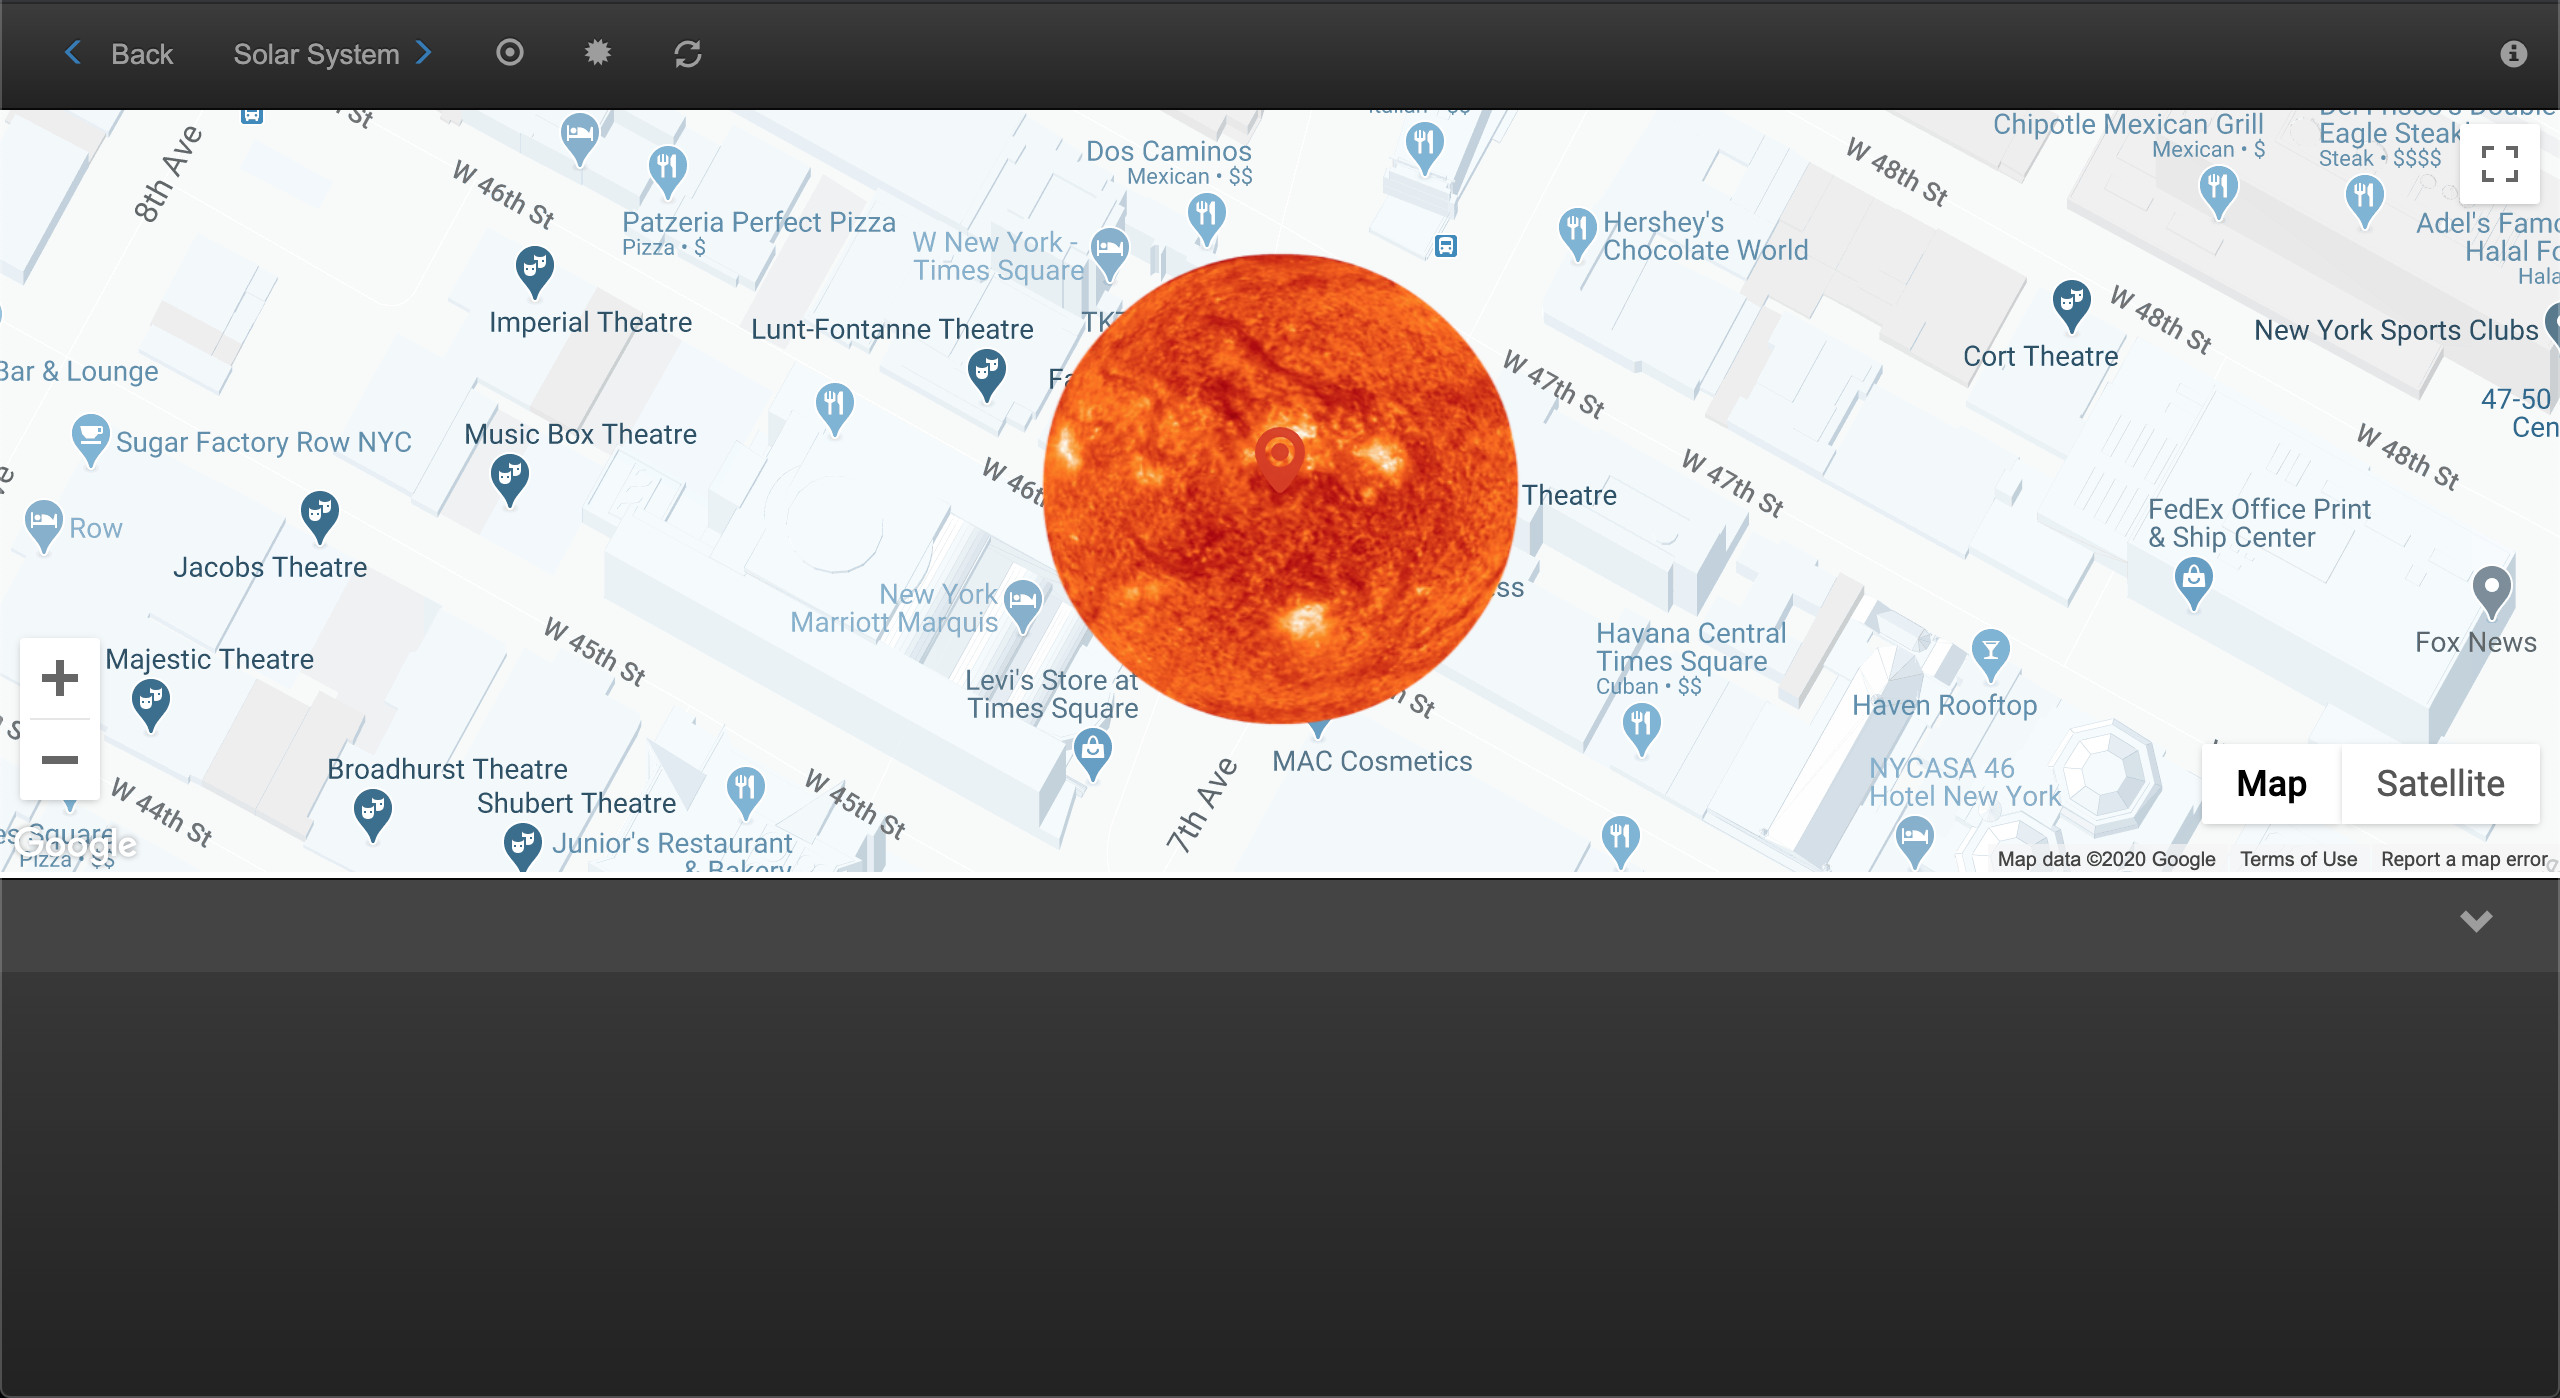 Back
Solar System
8th Ave
St
W 46th St
Patzeria Perfect Pizza
Pizza • $
Dos Caminos
Mexican • $$
W New York -
Times Square
Hershey's
Chocolate World
W 48th St
Chipotle Mexican Grill
Mexican • $
Eagle Steak
Steak • $$$$
Adel's Famo
Halal Fo
Hala
Imperial Theatre
Lunt-Fontanne Theatre
TK
Cort Theatre
W 48th St
New York Sports Clubs
Bar & Lounge
W 47th St
47-50
Cen
Sugar Factory Row NYC
Music Box Theatre
W 46th
W 47th St
W 48th St
Theatre
Row
FedEx Office Print
& Ship Center
Jacobs Theatre
New York
Marriott Marquis
ss
W 45th St
Havana Central
Times Square
Cuban • $$
Fox News
Majestic Theatre
Levi's Store at
Times Square
h St
Haven Rooftop
MAC Cosmetics
Broadhurst Theatre
Shubert Theatre
W 44th St
W 45th St
7th Ave
NYCASA 46
Hotel New York
Map
Satellite
es Square
Pizza • $$
Google
Junior's Restaurant
& Bakery
Map data ©2020 Google
Terms of Use
Report a map error